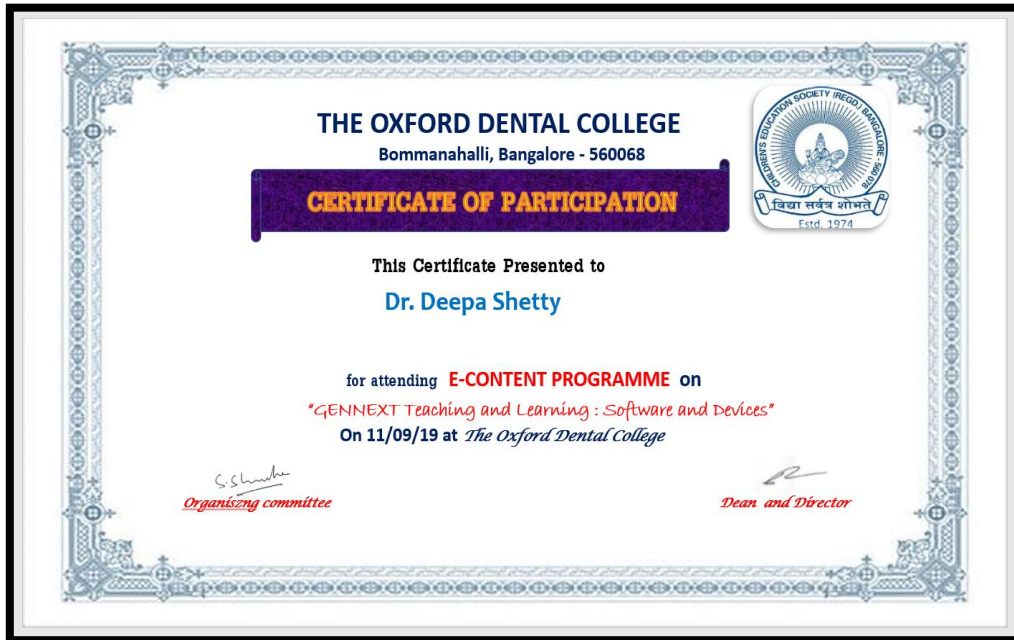 THE OXFORD DENTAL COLLEGE
Bommanahalli, Bangalore - 560068
CHILDREN'S EDUCATION SOCIETY (REGD.) BANGALORE - 560 078
विद्या सर्वत्र शोभते
Estd. 1974
CERTIFICATE OF PARTICIPATION
This Certificate Presented to
Dr. Deepa Shetty
for attending E-CONTENT PROGRAMME on
"GENNEXT Teaching and Learning : Software and Devices"
On 11/09/19 at The Oxford Dental College
Organiszng committee
Dean and Director